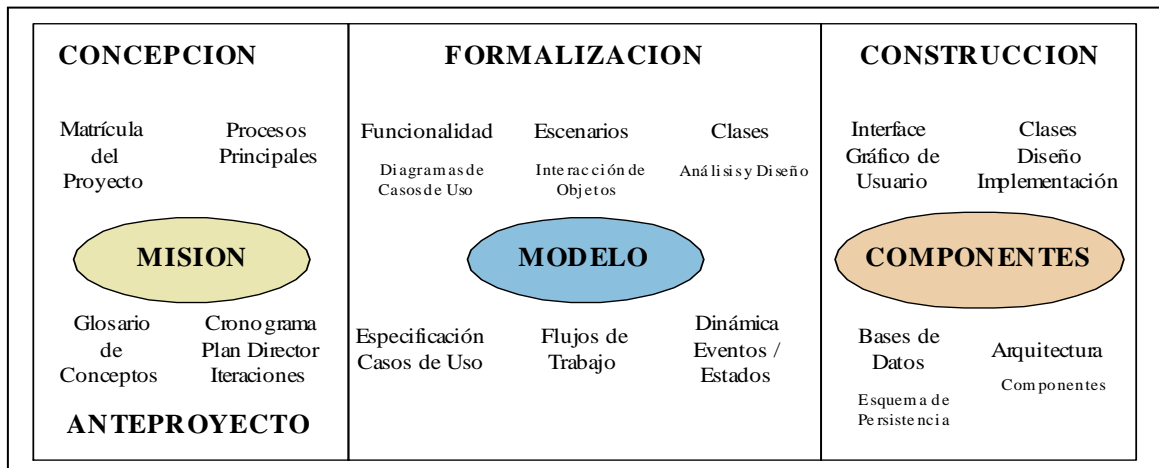 CONCEPCION
Matrícula
del
Proyecto
Procesos
Principales
MISION
Glosario
de
Conceptos
Cronograma
Plan Director
Iteraciones
ANTEPROYECTO
FORMALIZACION
Funcionalidad
Diagramas de
Casos de Uso
Escenarios
Interacción de
Objetos
Clases
Análisis y Diseño
MODELO
Especificación
Casos de Uso
Flujos de
Trabajo
Dinámica
Eventos /
Estados
CONSTRUCCION
Interface
Gráfico de
Usuario
Clases
Diseño
Implementación
COMPONENTES
Bases de
Datos
Esquema de
Persistencia
Arquitectura
Componentes